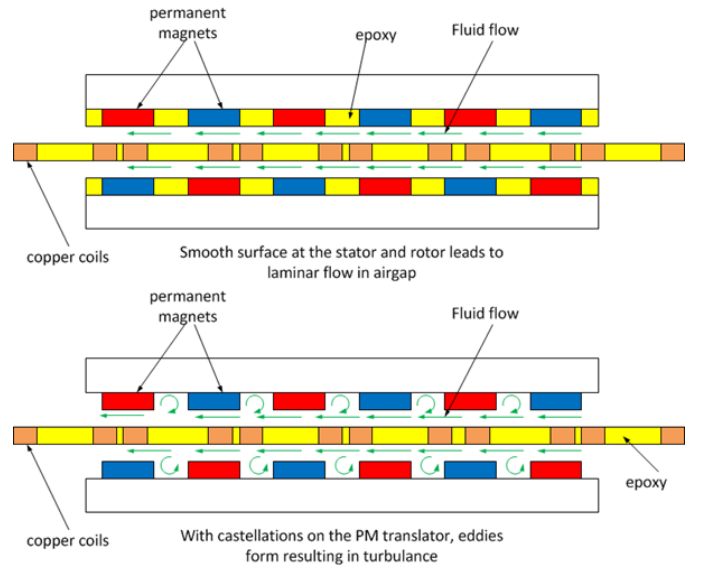 permanent
magnets
epoxy
Fluid flow
copper coils
Smooth surface at the stator and rotor leads to
laminar flow in airgap
permanent
magnets
Fluid flow
epoxy
copper coils
With castellations on the PM translator, eddies
form resulting in turbulance